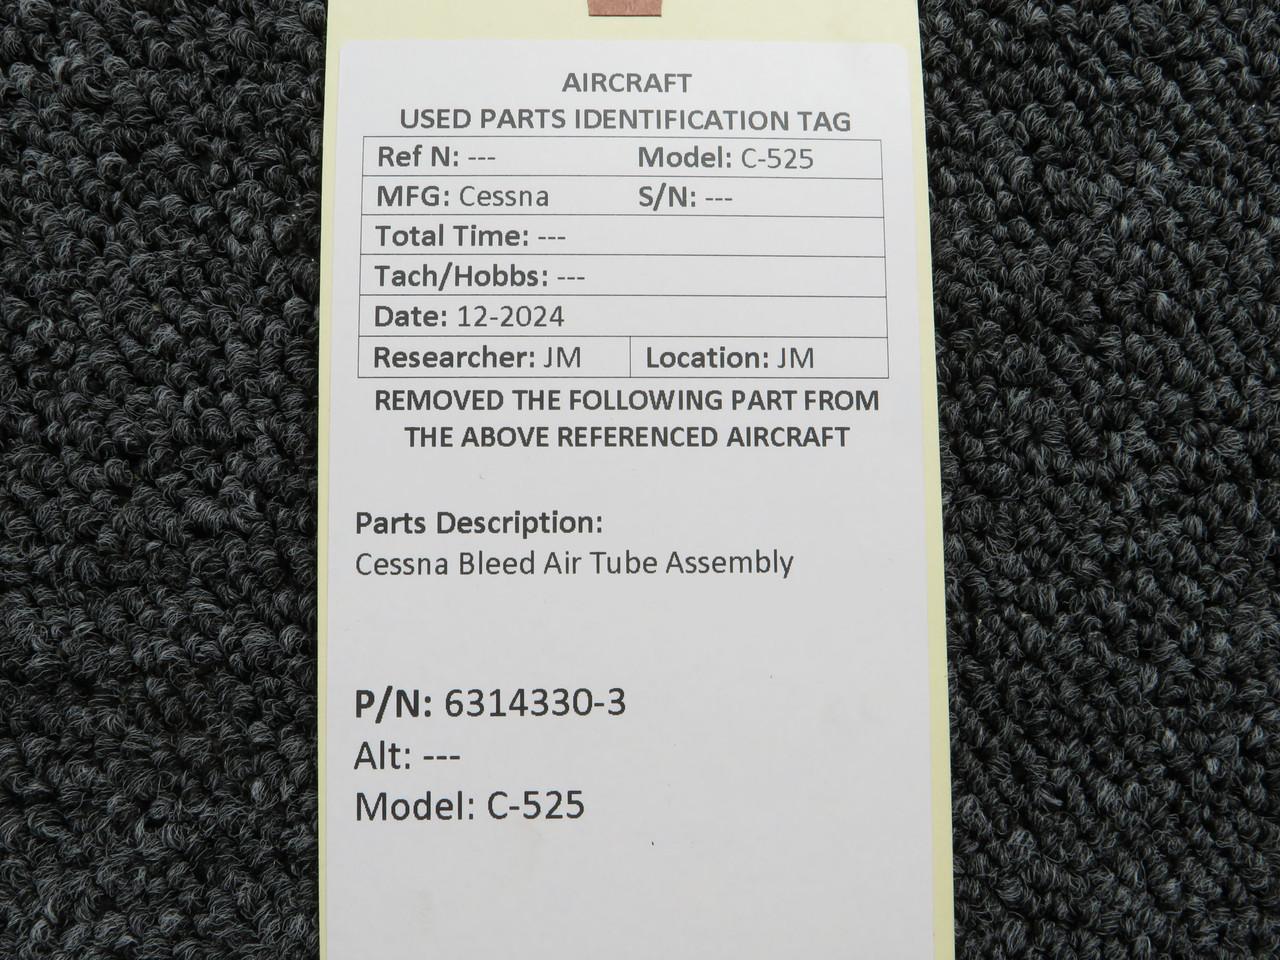 AIRCRAFT
USED PARTS IDENTIFICATION TAG
Ref N: --- Model: C-525
MFG: Cessna S/N: ---
Total Time: ---
Tach/Hobbs: ---
Date: 12-2024
Researcher: JM Location: JM
REMOVED THE FOLLOWING PART FROM
THE ABOVE REFERENCED AIRCRAFT
Parts Description:
Cessna Bleed Air Tube Assembly
P/N: 6314330-3
Alt: ---
Model: C-525